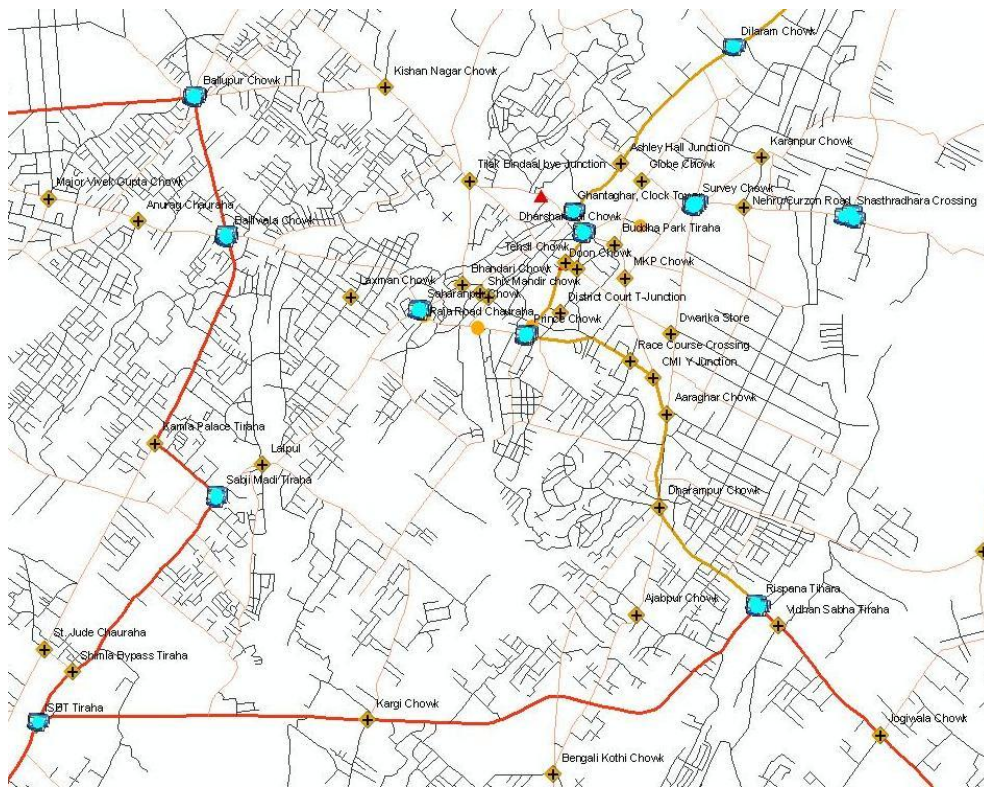 Dilaram Chowk
Kishan Nagar Chowk
Ballupur Chowk
Ashley Hall Junction
Karanpur Chowk
Tilak Bindaal bye Junction
Globe Chowk
Major Vivek Gupta Chowk
Ghantaghar, Clock Tower
Survey Chowk
Nehru/Curzon Road
Shasthradhara Crossing
Anurag Chauraha
Ballwala Chowk
Buddha Park Tiraha
Tehsil Chowk
Doon Chowk
MKP Chowk
Bhandari Chowk
Shiv Mandir chowk
Laxman Chowk
Saharanpur Chowk
District Court T-Junction
Raja Road Chauraha
Prince Chowk
Dwarika Store
Race Course Crossing
CMI Y Junction
Aaraghar Chowk
Kamla Palace Tiraha
Lalpul
Sabji Madi Tiraha
Dharampur Chowk
Rispana Tihara
Ajabpur Chowk
Vidhan Sabha Tiraha
St. Jude Chauraha
Shimla Bypass Tiraha
ISBT Tiraha
Kargi Chowk
Jogiwala Chowk
Bengali Kothi Chowk